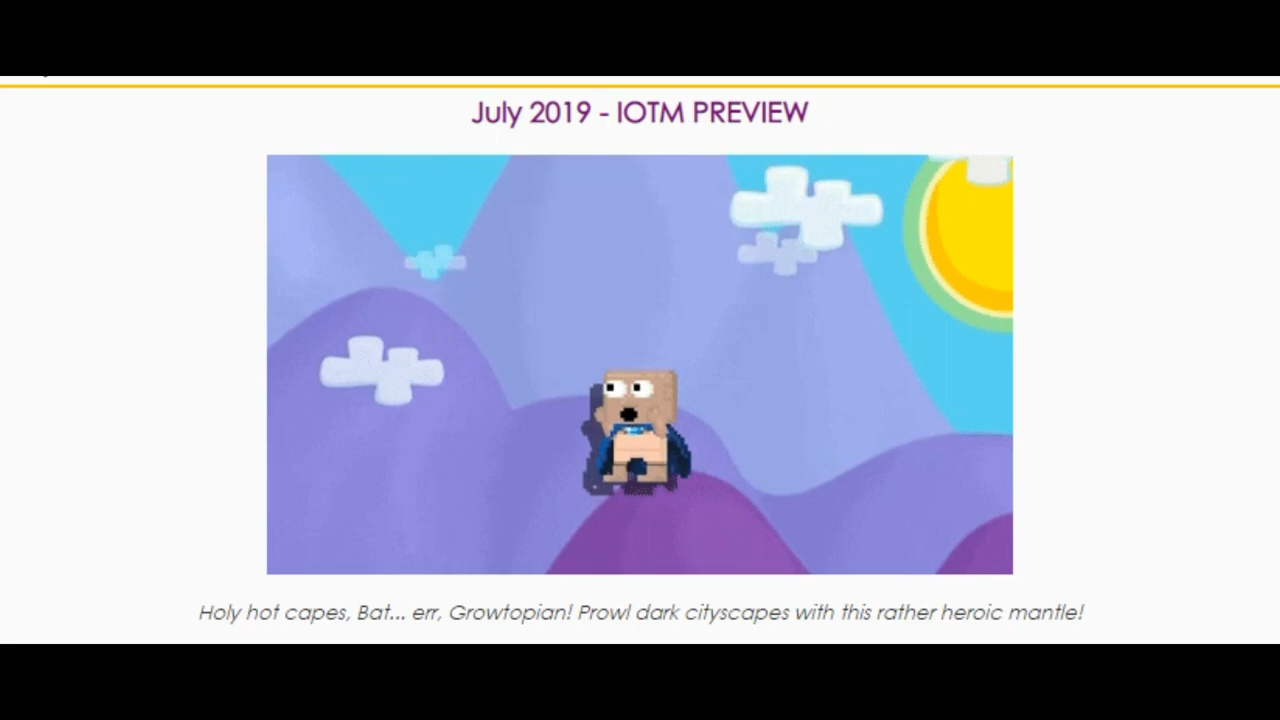 July 2019 - IOTM PREVIEW
Holy hot capes, Bat... err, Growtopian! Prowl dark cityscapes with this rather heroic mantle!